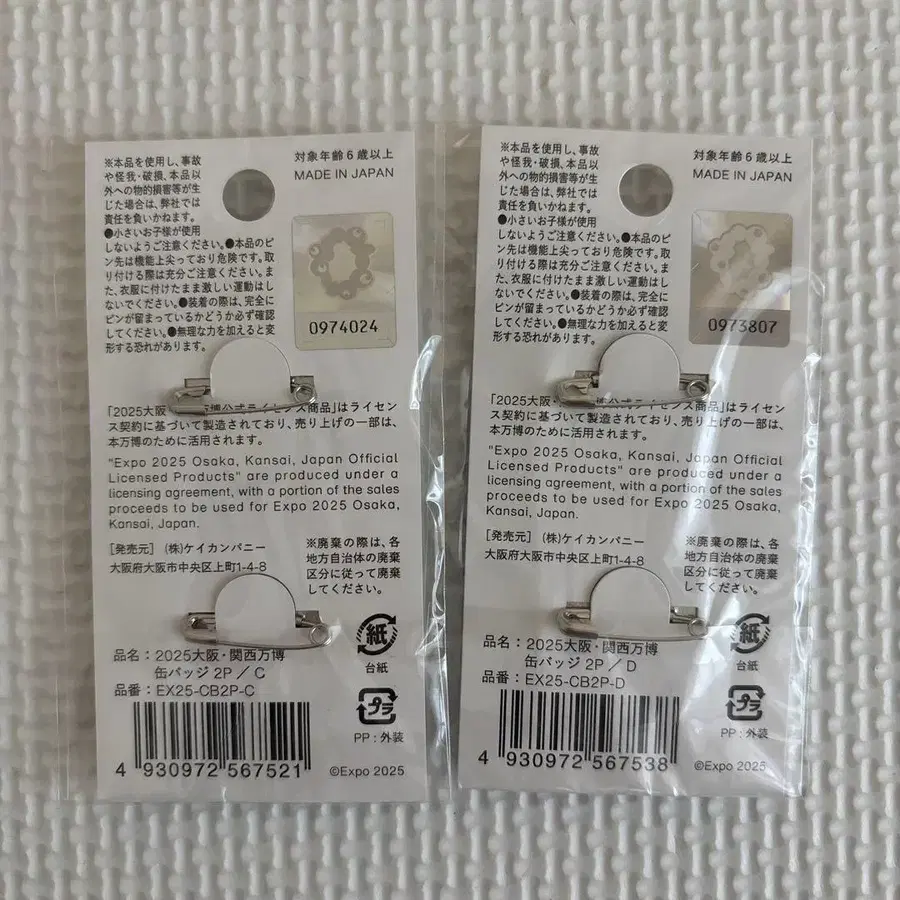 ※本品を使用し、事故
や怪我・破損、本品以
外への物的損害等が生
じた場合は、弊社では
責任を負いかねます。
●小さいお子様が使用
しないようご注意ください。●本品のピ
ン先は機能上尖っており危険です。取
り付ける際は充分ご注意ください。ま
た、衣服に付けたまま激しい運動はし
ないでください。●装着の際は、完全に
ピンが留まっているかどうか必ず確認
してください。●無理な力を加えると変
形する恐れがあります。
対象年齢6歳以上
MADE IN JAPAN
0974024
「2025大阪・
万博公式ライセンス商品」はライセン
ス契約に基づいて製造されており、売り上げの一部は、
本万博のために活用されます。
"Expo 2025 Osaka, Kansai, Japan Official
Licensed Products" are produced under a
licensing agreement, with a portion of the sales
proceeds to be used for Expo 2025 Osaka,
Kansai, Japan.
[発売元] (株)ケイカンパニー
大阪府大阪市中央区上町1-4-8
※廃棄の際は、各
地方自治体の廃棄
区分に従って廃棄
してください。
品名：2025大阪・関西万博
缶バッジ 2P／C
品番：EX25-CB2P-C
紙
台紙
プラ
PP：外装
4 930972 567521
©Expo 2025
※本品を使用し、事故
や怪我・破損、本品以
外への物的損害等が生
じた場合は、弊社では
責任を負いかねます。
●小さいお子様が使用
しないようご注意ください。●本品のピ
ン先は機能上尖っており危険です。取
り付ける際は充分ご注意ください。ま
た、衣服に付けたまま激しい運動はし
ないでください。●装着の際は、完全に
ピンが留まっているかどうか必ず確認
してください。●無理な力を加えると変
形する恐れがあります。
対象年齢6歳以上
MADE IN JAPAN
0973807
「2025大阪・
万博公式ライセンス商品」はライセン
ス契約に基づいて製造されており、売り上げの一部は、
本万博のために活用されます。
"Expo 2025 Osaka, Kansai, Japan Official
Licensed Products" are produced under a
licensing agreement, with a portion of the sales
proceeds to be used for Expo 2025 Osaka,
Kansai, Japan.
[発売元] (株)ケイカンパニー
大阪府大阪市中央区上町1-4-8
※廃棄の際は、各
地方自治体の廃棄
区分に従って廃棄
してください。
品名：2025大阪・関西万博
缶バッジ 2P／D
品番：EX25-CB2P-D
紙
台紙
プラ
PP：外装
4 930972 567538
©Expo 2025